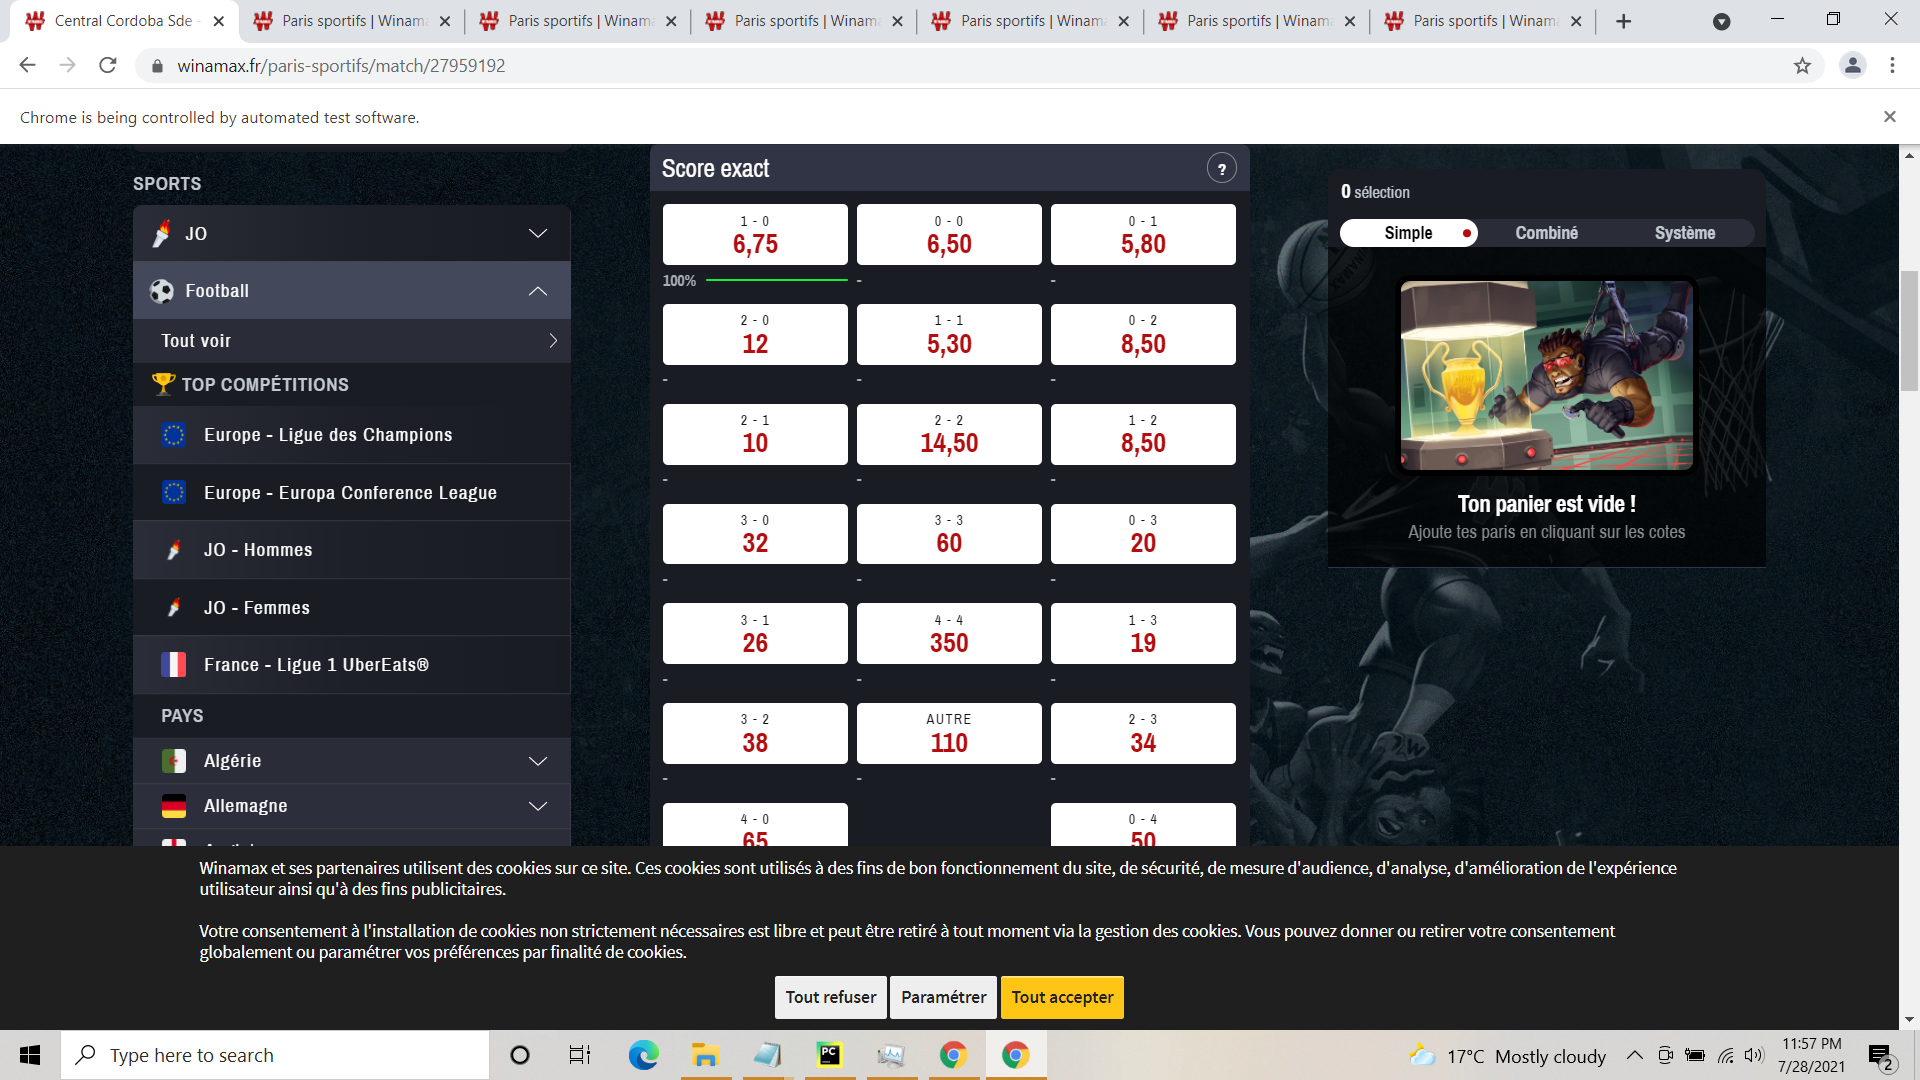 Central Cordoba Sde -
Paris sportifs | Winam
Paris sportifs | Winam
Paris sportifs | Winam
Paris sportifs | Winam
Paris sportifs | Winam
Paris sportifs | Winam
winamax.fr/paris-sportifs/match/27959192
Chrome is being controlled by automated test software.
SPORTS
JO
Football
Tout voir
TOP COMPÉTITIONS
Europe - Ligue des Champions
Europe - Europa Conference League
JO - Hommes
JO - Femmes
France - Ligue 1 UberEats®
PAYS
Algérie
Allemagne
Score exact
?
1 - 0
0 - 0
0 - 1
6,75
6,50
5,80
100%
-
-
2 - 0
1 - 1
0 - 2
12
5,30
8,50
-
-
-
2 - 1
2 - 2
1 - 2
10
14,50
8,50
-
-
-
3 - 0
3 - 3
0 - 3
32
60
20
-
-
-
3 - 1
4 - 4
1 - 3
26
350
19
-
-
-
3 - 2
AUTRE
2 - 3
38
110
34
-
-
-
4 - 0
0 - 4
65
50
0 sélection
Simple
Combiné
Système
Ton panier est vide !
Ajoute tes paris en cliquant sur les cotes
Winamax et ses partenaires utilisent des cookies sur ce site. Ces cookies sont utilisés à des fins de bon fonctionnement du site, de sécurité, de mesure d'audience, d'analyse, d'amélioration de l'expérience
utilisateur ainsi qu'à des fins publicitaires.
Votre consentement à l'installation de cookies non strictement nécessaires est libre et peut être retiré à tout moment via la gestion des cookies. Vous pouvez donner ou retirer votre consentement
globalement ou paramétrer vos préférences par finalité de cookies.
Tout refuser
Paramétrer
Tout accepter
Type here to search
PC
17°C Mostly cloudy
11:57 PM
7/28/2021
2